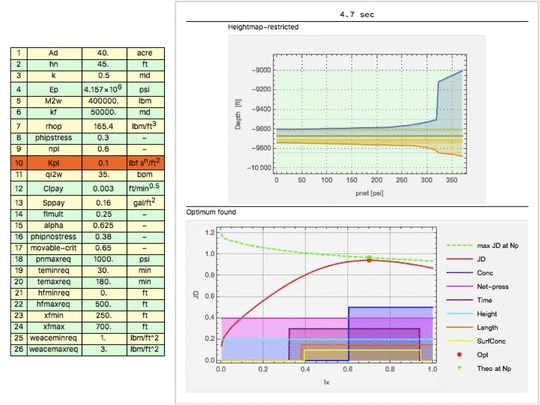 1 Ad 40. acre
2 hn 45. ft
3 k 0.5 md
4 Ep 4.157×10^6 psi
5 M2w 400000. lbm
6 kf 50000. md
7 rhop 165.4 lbm/ft^3
8 phipstress 0.3 –
9 npl 0.6 –
10 Kpl 0.1 lbf s^n/ft^2
11 qi2w 35. bpm
12 Clpay 0.003 ft/min^0.5
13 Sppay 0.16 gal/ft^2
14 flmult 0.25 –
15 alpha 0.625 –
16 phipnostress 0.38 –
17 movable-crit 0.65 –
18 pnmaxreq 1000. psi
19 teminreq 30. min
20 temaxreq 180. min
21 hfminreq 0. ft
22 hfmaxreq 500. ft
23 xfmin 250. ft
24 xfmax 700. ft
25 weaceminreq 1. lbm/ft^2
26 weacemaxreq 3. lbm/ft^2
4.7 sec
Heightmap-restricted
Depth [ft]
-9000
-9200
-9400
-9600
-9800
-10 000
0 50 100 150 200 250 300 350
pnet [psi]
Optimum found
JD
1.2
1.0
0.8
0.6
0.4
0.2
0.0
0.0 0.2 0.4 0.6 0.8 1.0
Ix
max JD at Np
JD
Conc
Net-press
Time
Height
Length
SurfConc
Opt
Theo at Np